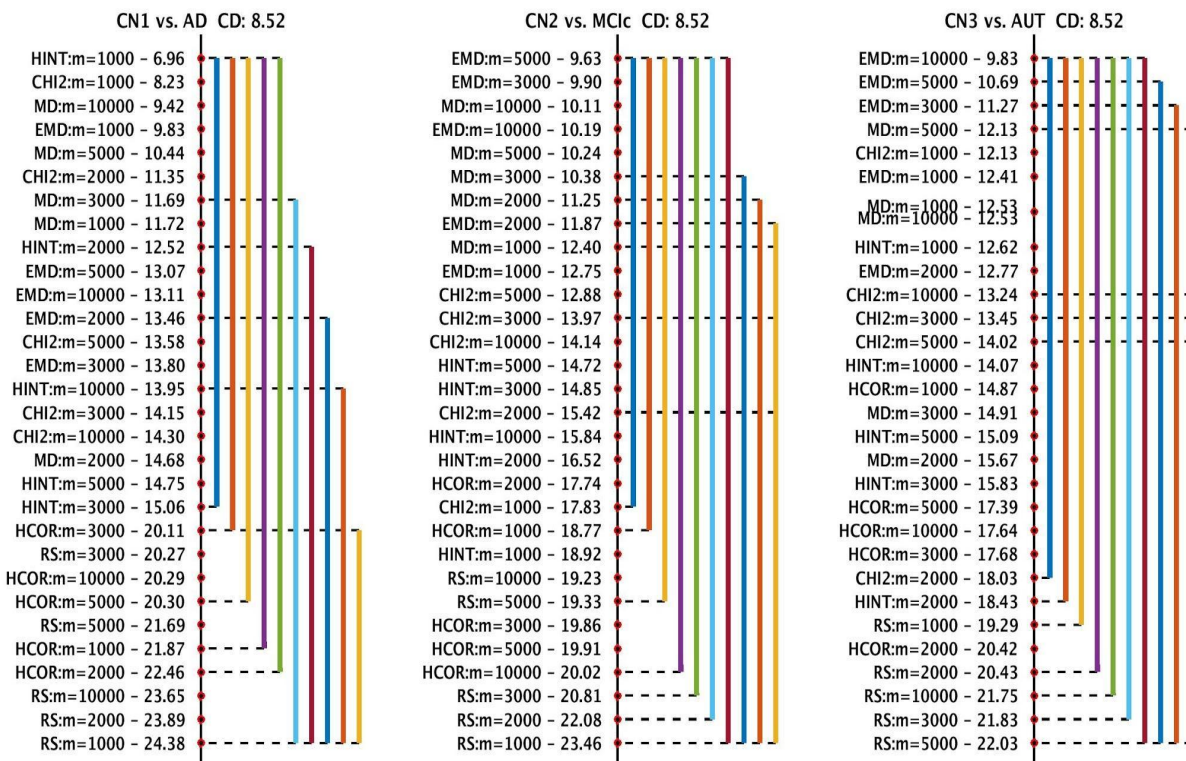 CN1 vs. AD CD: 8.52
HINT:m=1000 - 6.96
CHI2:m=1000 - 8.23
MD:m=10000 - 9.42
EMD:m=1000 - 9.83
MD:m=5000 - 10.44
CHI2:m=2000 - 11.35
MD:m=3000 - 11.69
MD:m=1000 - 11.72
HINT:m=2000 - 12.52
EMD:m=5000 - 13.07
EMD:m=10000 - 13.11
EMD:m=2000 - 13.46
CHI2:m=5000 - 13.58
EMD:m=3000 - 13.80
HINT:m=10000 - 13.95
CHI2:m=3000 - 14.15
CHI2:m=10000 - 14.30
MD:m=2000 - 14.68
HINT:m=5000 - 14.75
HINT:m=3000 - 15.06
HCOR:m=3000 - 20.11
RS:m=3000 - 20.27
HCOR:m=10000 - 20.29
HCOR:m=5000 - 20.30
RS:m=5000 - 21.69
HCOR:m=1000 - 21.87
HCOR:m=2000 - 22.46
RS:m=10000 - 23.65
RS:m=2000 - 23.89
RS:m=1000 - 24.38
CN2 vs. MCIc CD: 8.52
EMD:m=5000 - 9.63
EMD:m=3000 - 9.90
MD:m=10000 - 10.11
EMD:m=10000 - 10.19
MD:m=5000 - 10.24
MD:m=3000 - 10.38
MD:m=2000 - 11.25
EMD:m=2000 - 11.87
MD:m=1000 - 12.40
EMD:m=1000 - 12.75
CHI2:m=5000 - 12.88
CHI2:m=3000 - 13.97
CHI2:m=10000 - 14.14
HINT:m=5000 - 14.72
HINT:m=3000 - 14.85
CHI2:m=2000 - 15.42
HINT:m=10000 - 15.84
HINT:m=2000 - 16.52
HCOR:m=2000 - 17.74
CHI2:m=1000 - 17.83
HCOR:m=1000 - 18.77
HINT:m=1000 - 18.92
RS:m=10000 - 19.23
RS:m=5000 - 19.33
HCOR:m=3000 - 19.86
HCOR:m=5000 - 19.91
HCOR:m=10000 - 20.02
RS:m=3000 - 20.81
RS:m=2000 - 22.08
RS:m=1000 - 23.46
CN3 vs. AUT CD: 8.52
EMD:m=10000 - 9.83
EMD:m=5000 - 10.69
EMD:m=3000 - 11.27
MD:m=5000 - 12.13
CHI2:m=1000 - 12.13
EMD:m=1000 - 12.41
MD:m=1000 - 12.53
MD:m=10000 - 12.53
HINT:m=1000 - 12.62
EMD:m=2000 - 12.77
CHI2:m=10000 - 13.24
CHI2:m=3000 - 13.45
CHI2:m=5000 - 14.02
HINT:m=10000 - 14.07
HCOR:m=1000 - 14.87
MD:m=3000 - 14.91
HINT:m=5000 - 15.09
MD:m=2000 - 15.67
HINT:m=3000 - 15.83
HCOR:m=5000 - 17.39
HCOR:m=10000 - 17.64
HCOR:m=3000 - 17.68
CHI2:m=2000 - 18.03
HINT:m=2000 - 18.43
RS:m=1000 - 19.29
HCOR:m=2000 - 20.42
RS:m=2000 - 20.43
RS:m=10000 - 21.75
RS:m=3000 - 21.83
RS:m=5000 - 22.03